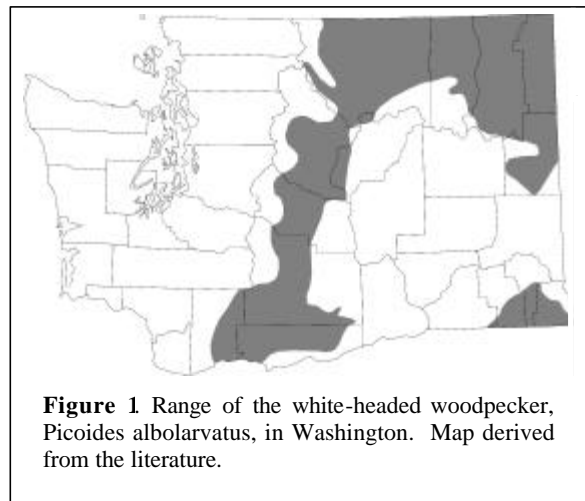 Figure 1. Range of the white-headed woodpecker,
Picoides albolarvatus, in Washington. Map derived
from the literature.